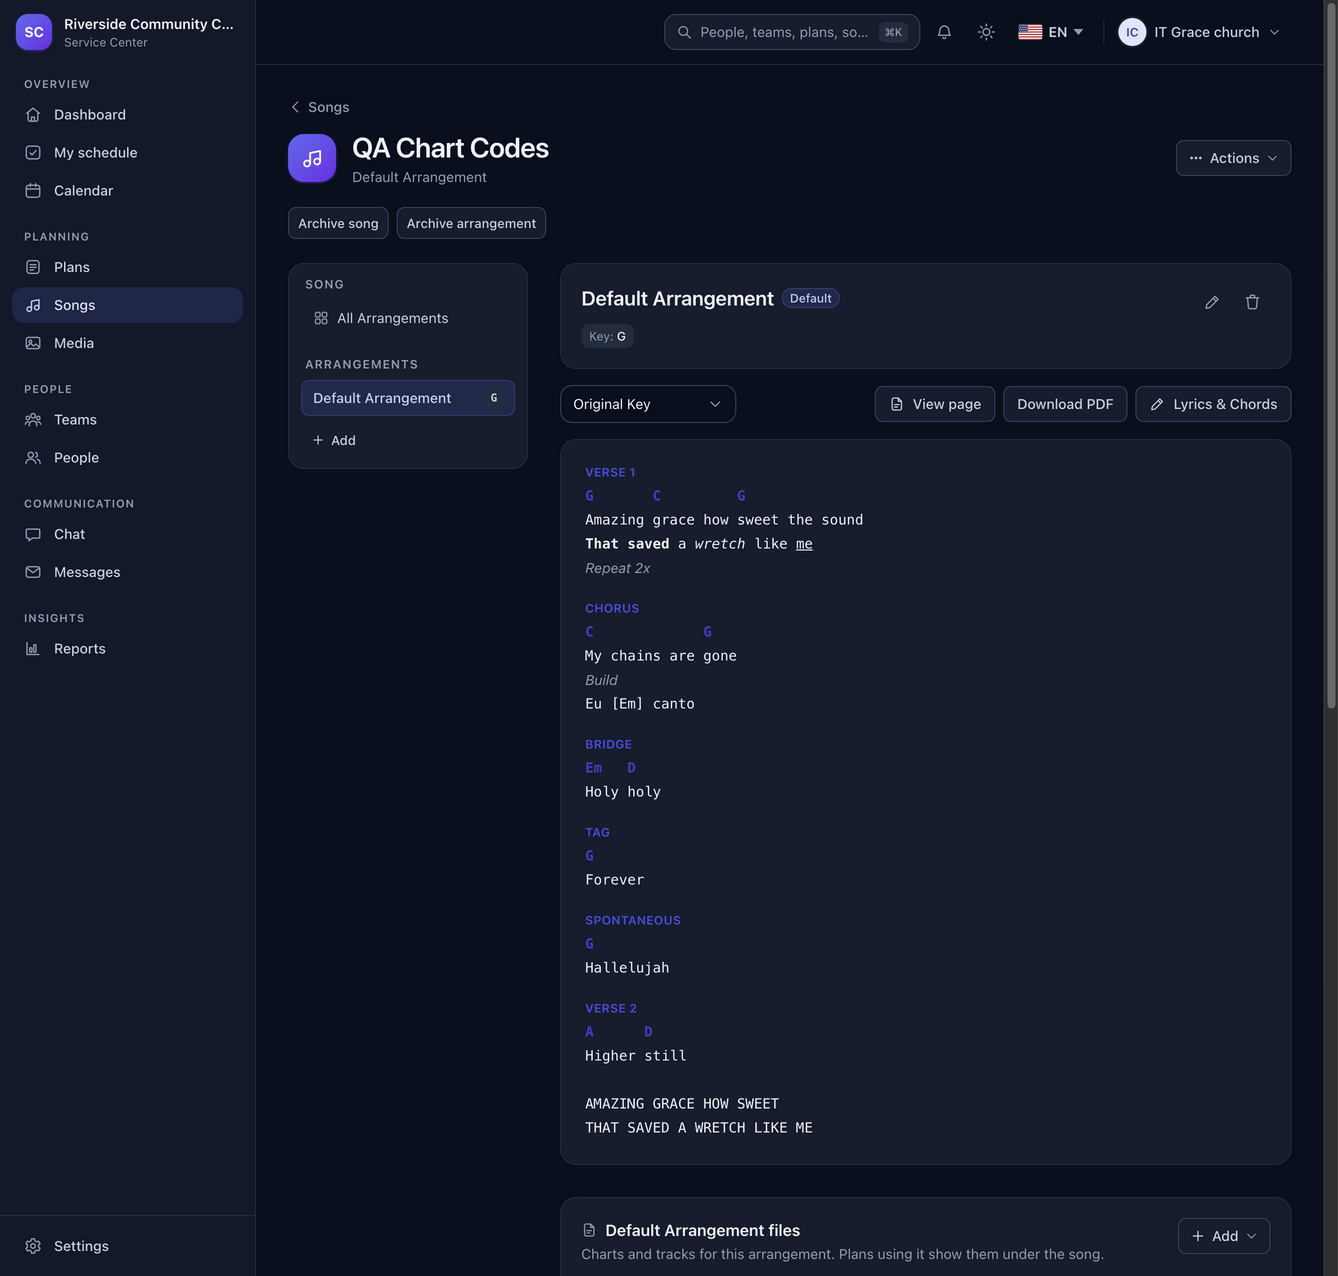 SC
Riverside Community C...
Service Center
People, teams, plans, so...
⌘K
EN
IC
IT Grace church
OVERVIEW
Dashboard
My schedule
Calendar
PLANNING
Plans
Songs
Media
PEOPLE
Teams
People
COMMUNICATION
Chat
Messages
INSIGHTS
Reports
Settings
Songs
QA Chart Codes
Default Arrangement
Actions
Archive song
Archive arrangement
SONG
All Arrangements
ARRANGEMENTS
Default Arrangement G
+ Add
Default Arrangement Default
Key: G
Original Key
View page
Download PDF
Lyrics & Chords
VERSE 1
G       C         G
Amazing grace how sweet the sound
That saved a wretch like me
Repeat 2x
CHORUS
C             G
My chains are gone
Build
Eu [Em] canto
BRIDGE
Em   D
Holy holy
TAG
G
Forever
SPONTANEOUS
G
Hallelujah
VERSE 2
A      D
Higher still
AMAZING GRACE HOW SWEET
THAT SAVED A WRETCH LIKE ME
Default Arrangement files
Charts and tracks for this arrangement. Plans using it show them under the song.
+ Add